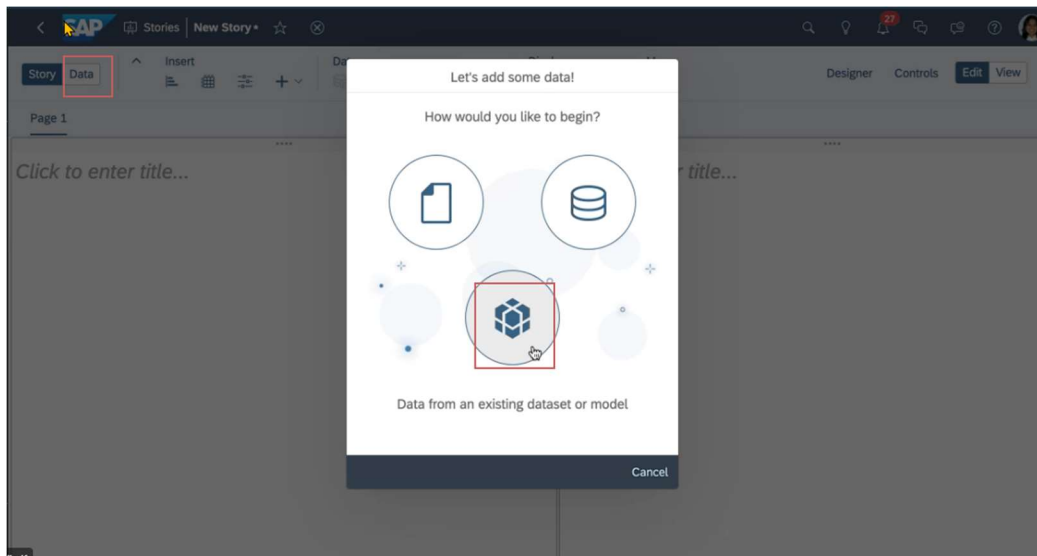 SAP Stories New Story • 27
Story Data Insert Designer Controls Edit View
Let's add some data!
Page 1
How would you like to begin?
Click to enter title...
title...
Data from an existing dataset or model
Cancel